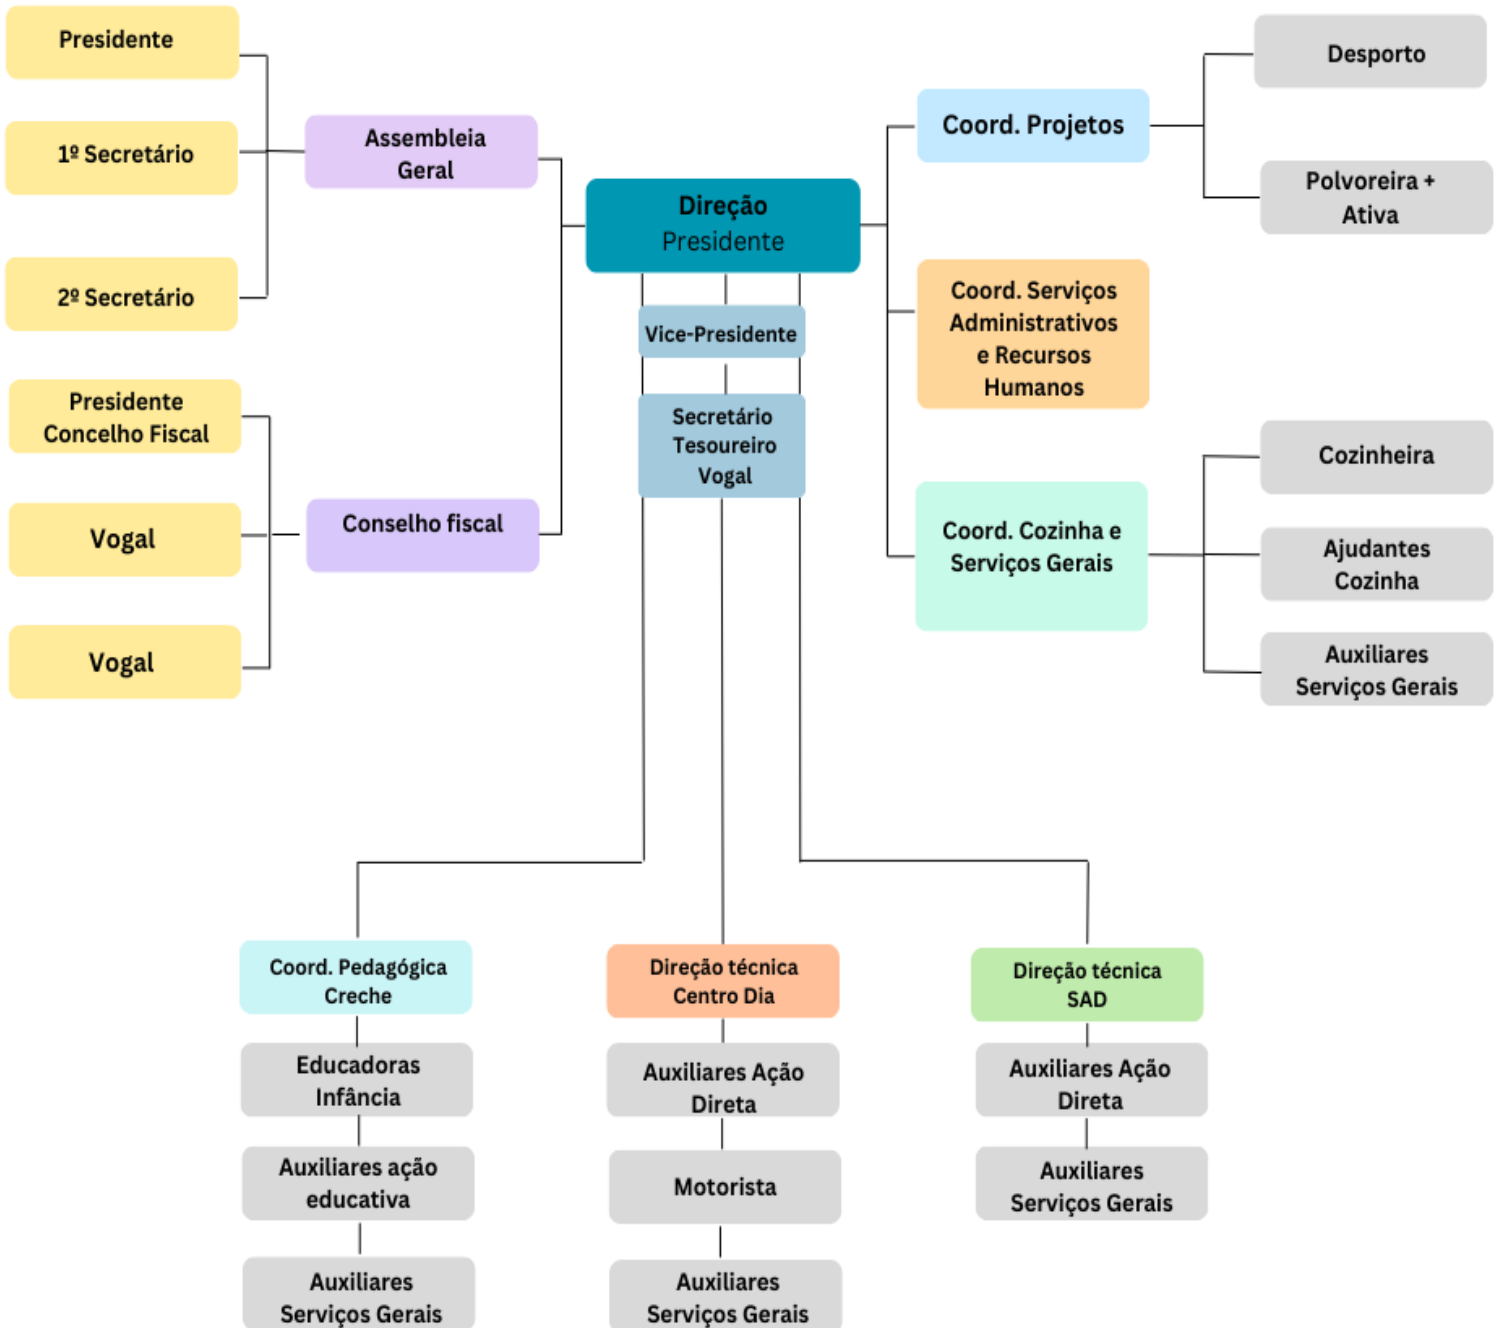 Presidente
1º Secretário
2º Secretário
Assembleia
Geral
Presidente
Concelho Fiscal
Vogal
Vogal
Conselho fiscal
Direção
Presidente
Vice-Presidente
Secretário
Tesoureiro
Vogal
Coord. Projetos
Desporto
Polvoreira +
Ativa
Coord. Serviços
Administrativos
e Recursos
Humanos
Coord. Cozinha e
Serviços Gerais
Cozinheira
Ajudantes
Cozinha
Auxiliares
Serviços Gerais
Coord. Pedagógica
Creche
Educadoras
Infância
Auxiliares ação
educativa
Auxiliares
Serviços Gerais
Direção técnica
Centro Dia
Auxiliares Ação
Direta
Motorista
Auxiliares
Serviços Gerais
Direção técnica
SAD
Auxiliares Ação
Direta
Auxiliares
Serviços Gerais